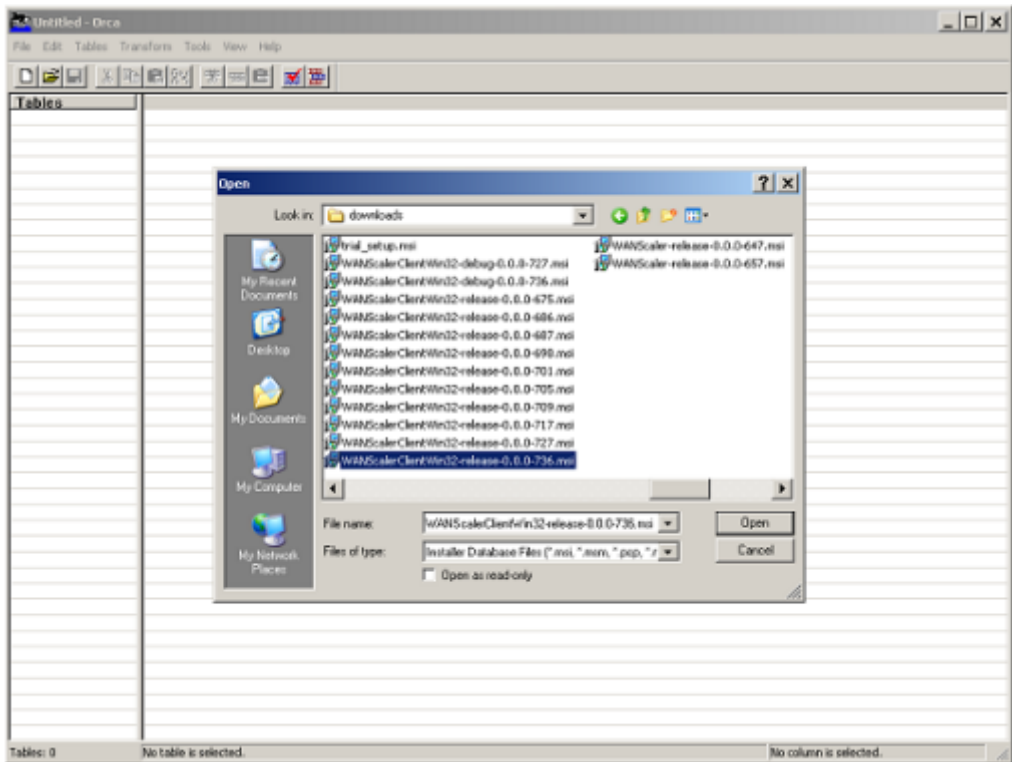 Untitled - Orca
File Edit Tables Transform Tools View Help
Tables
Open
Look in: downloads
My Recent Documents
Desktop
My Documents
My Computer
My Network Places
trial_setup.msi
WANScalerClientWin32-debug-0.0.0-727.msi
WANScalerClientWin32-debug-0.0.0-736.msi
WANScalerClientWin32-release-0.0.0-675.msi
WANScalerClientWin32-release-0.0.0-686.msi
WANScalerClientWin32-release-0.0.0-687.msi
WANScalerClientWin32-release-0.0.0-698.msi
WANScalerClientWin32-release-0.0.0-701.msi
WANScalerClientWin32-release-0.0.0-705.msi
WANScalerClientWin32-release-0.0.0-709.msi
WANScalerClientWin32-release-0.0.0-717.msi
WANScalerClientWin32-release-0.0.0-727.msi
WANScalerClientWin32-release-0.0.0-736.msi
WANScaler-release-0.0.0-647.msi
WANScaler-release-0.0.0-657.msi
File name: WANScalerClientWin32-release-0.0.0-736.msi Open
Files of type: Installer Database Files (*.msi, *.msm, *.pcp, Cancel
Open as read-only
Tables: 0 No table is selected. No column is selected.